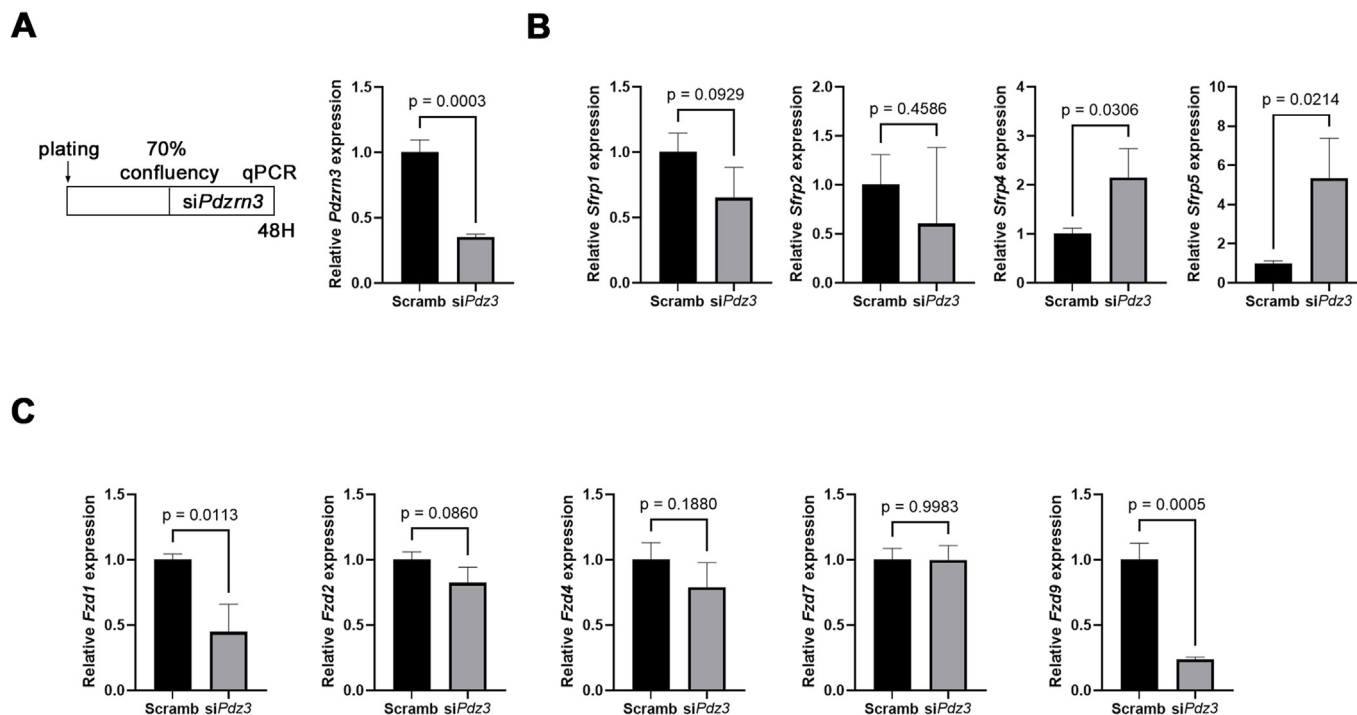 A
plating
70%
confluency
qPCR
siPdzrn3
48H
Relative Pdzrn3 expression
1.5
1.0
0.5
0.0
p = 0.0003
Scramb siPdz3
B
Relative Sfrp1 expression
1.5
1.0
0.5
0.0
p = 0.0929
Scramb siPdz3
Relative Sfrp2 expression
2.0
1.5
1.0
0.5
0.0
p = 0.4586
Scramb siPdz3
Relative Sfrp4 expression
4
3
2
1
0
p = 0.0306
Scramb siPdz3
Relative Sfrp5 expression
10
8
6
4
2
0
p = 0.0214
Scramb siPdz3
C
Relative Fzd1 expression
1.5
1.0
0.5
0.0
p = 0.0113
Scramb siPdz3
Relative Fzd2 expression
1.5
1.0
0.5
0.0
p = 0.0860
Scramb siPdz3
Relative Fzd4 expression
1.5
1.0
0.5
0.0
p = 0.1880
Scramb siPdz3
Relative Fzd7 expression
1.5
1.0
0.5
0.0
p = 0.9983
Scramb siPdz3
Relative Fzd9 expression
1.5
1.0
0.5
0.0
p = 0.0005
Scramb siPdz3